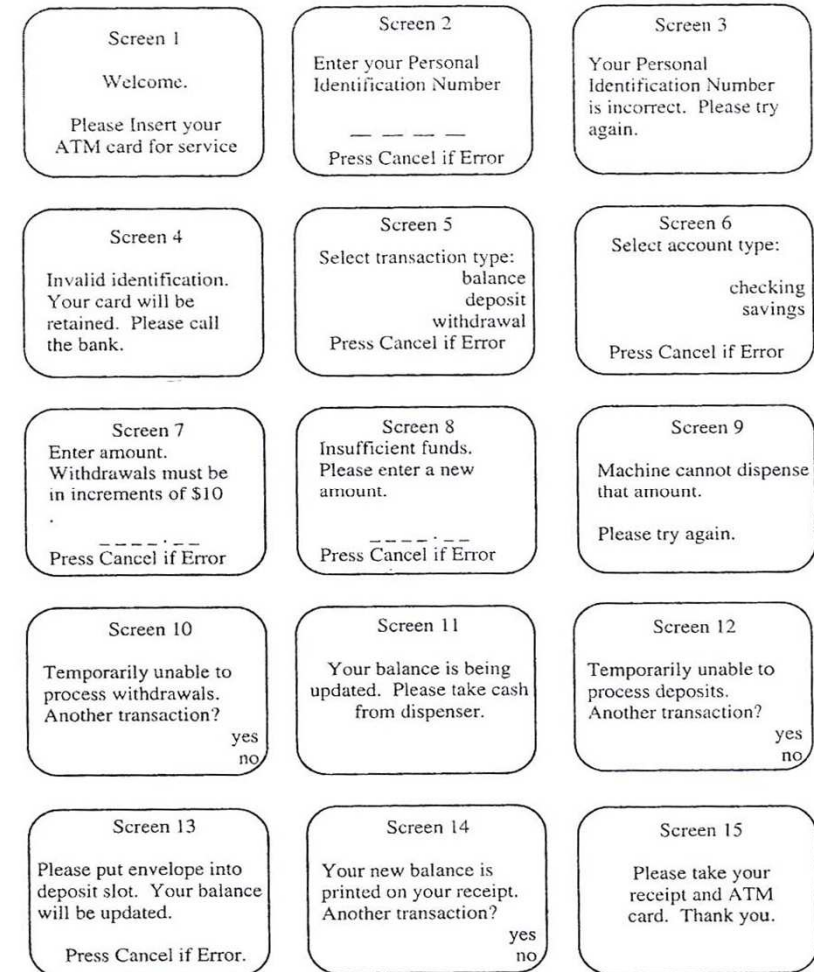 Screen 1
Welcome.
Please Insert your
ATM card for service
Screen 2
Enter your Personal
Identification Number
_ _ _ _
Press Cancel if Error
Screen 3
Your Personal
Identification Number
is incorrect. Please try
again.
Screen 4
Invalid identification.
Your card will be
retained. Please call
the bank.
Screen 5
Select transaction type:
balance
deposit
withdrawal
Press Cancel if Error
Screen 6
Select account type:
checking
savings
Press Cancel if Error
Screen 7
Enter amount.
Withdrawals must be
in increments of $10
.
_ _ _ _ . _ _
Press Cancel if Error
Screen 8
Insufficient funds.
Please enter a new
amount.
_ _ _ _ . _ _
Press Cancel if Error
Screen 9
Machine cannot dispense
that amount.
Please try again.
Screen 10
Temporarily unable to
process withdrawals.
Another transaction?
yes
no
Screen 11
Your balance is being
updated. Please take cash
from dispenser.
Screen 12
Temporarily unable to
process deposits.
Another transaction?
yes
no
Screen 13
Please put envelope into
deposit slot. Your balance
will be updated.
Press Cancel if Error.
Screen 14
Your new balance is
printed on your receipt.
Another transaction?
yes
no
Screen 15
Please take your
receipt and ATM
card. Thank you.